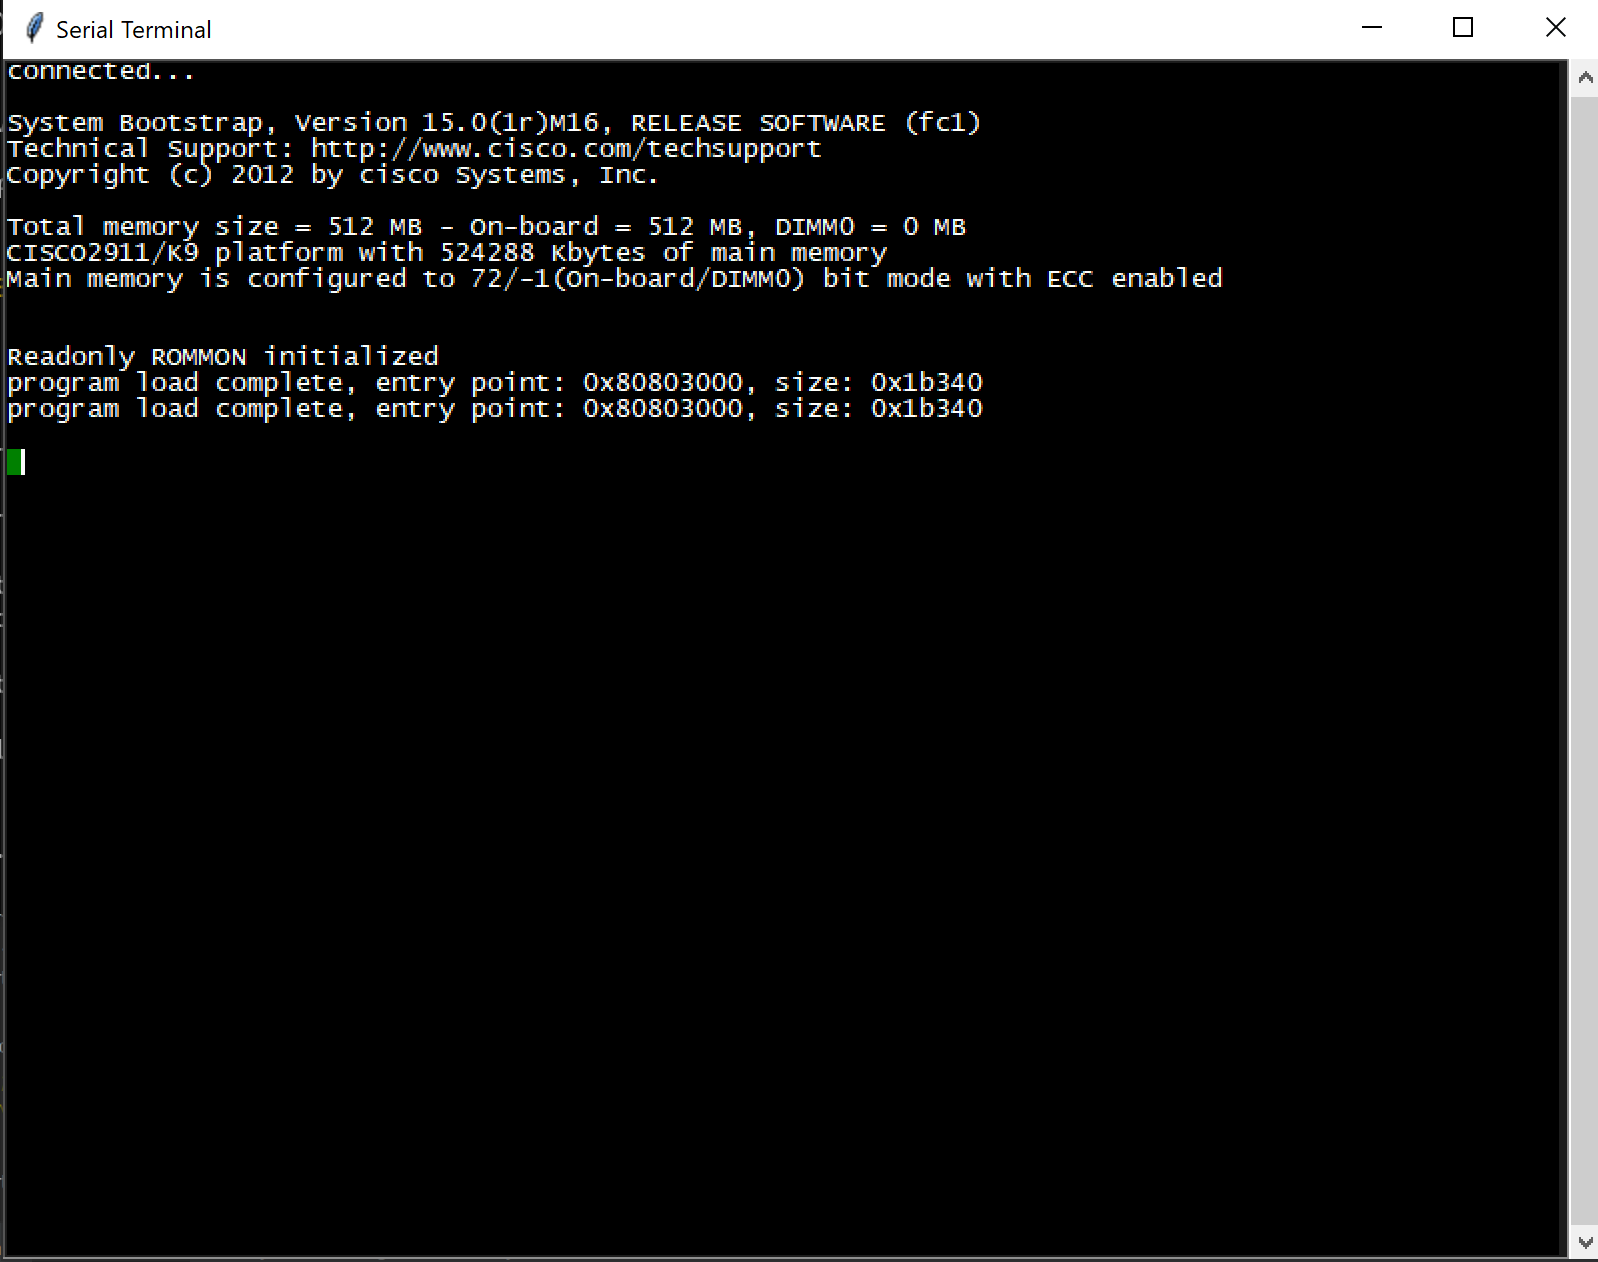 Serial Terminal
connected...
System Bootstrap, Version 15.0(1r)M16, RELEASE SOFTWARE (fc1)
Technical Support: http://www.cisco.com/techsupport
Copyright (c) 2012 by cisco Systems, Inc.
Total memory size = 512 MB - On-board = 512 MB, DIMM0 = 0 MB
CISCO2911/K9 platform with 524288 Kbytes of main memory
Main memory is configured to 72/-1(On-board/DIMM0) bit mode with ECC enabled
Readonly ROMMON initialized
program load complete, entry point: 0x80803000, size: 0x1b340
program load complete, entry point: 0x80803000, size: 0x1b340